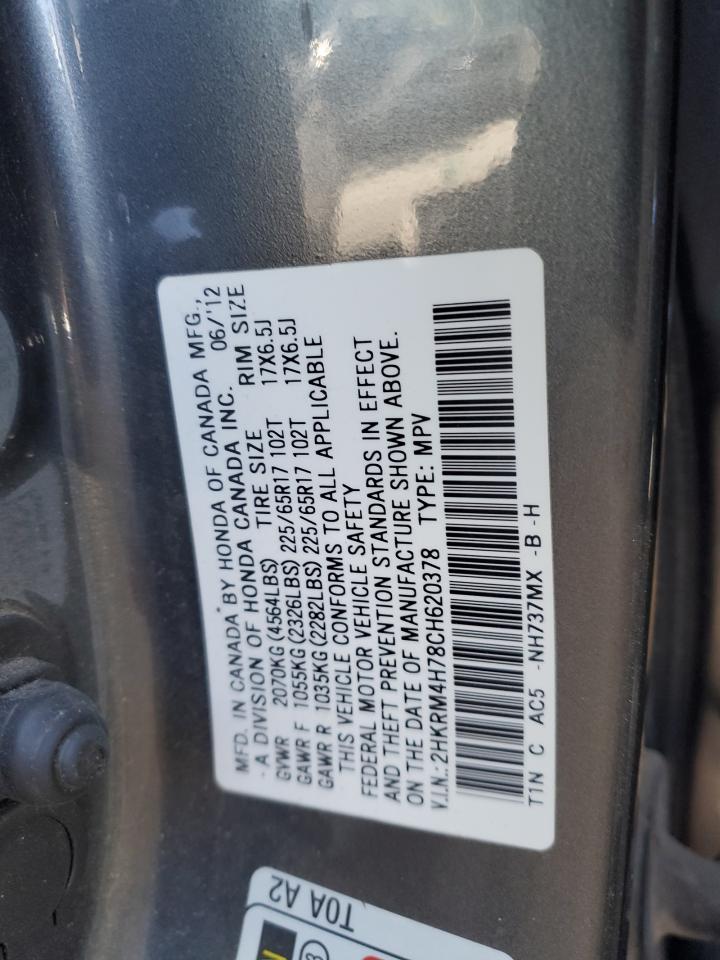 MFD. IN CANADA BY HONDA OF CANADA MFG.,
- A DIVISION OF HONDA CANADA INC. 06/'12
TIRE SIZE RIM SIZE
GVWR 2070KG (4564LBS)
GAWR F 1055KG (2326LBS) 225/65R17 102T 17X6.5J
GAWR R 1035KG (2282LBS) 225/65R17 102T 17X6.5J
THIS VEHICLE CONFORMS TO ALL APPLICABLE
FEDERAL MOTOR VEHICLE SAFETY
AND THEFT PREVENTION STANDARDS IN EFFECT
ON THE DATE OF MANUFACTURE SHOWN ABOVE.
V.I.N.:2HKRM4H78CH620378 TYPE: MPV
T1N C AC5 -NH737MX -B -H
TOA A2